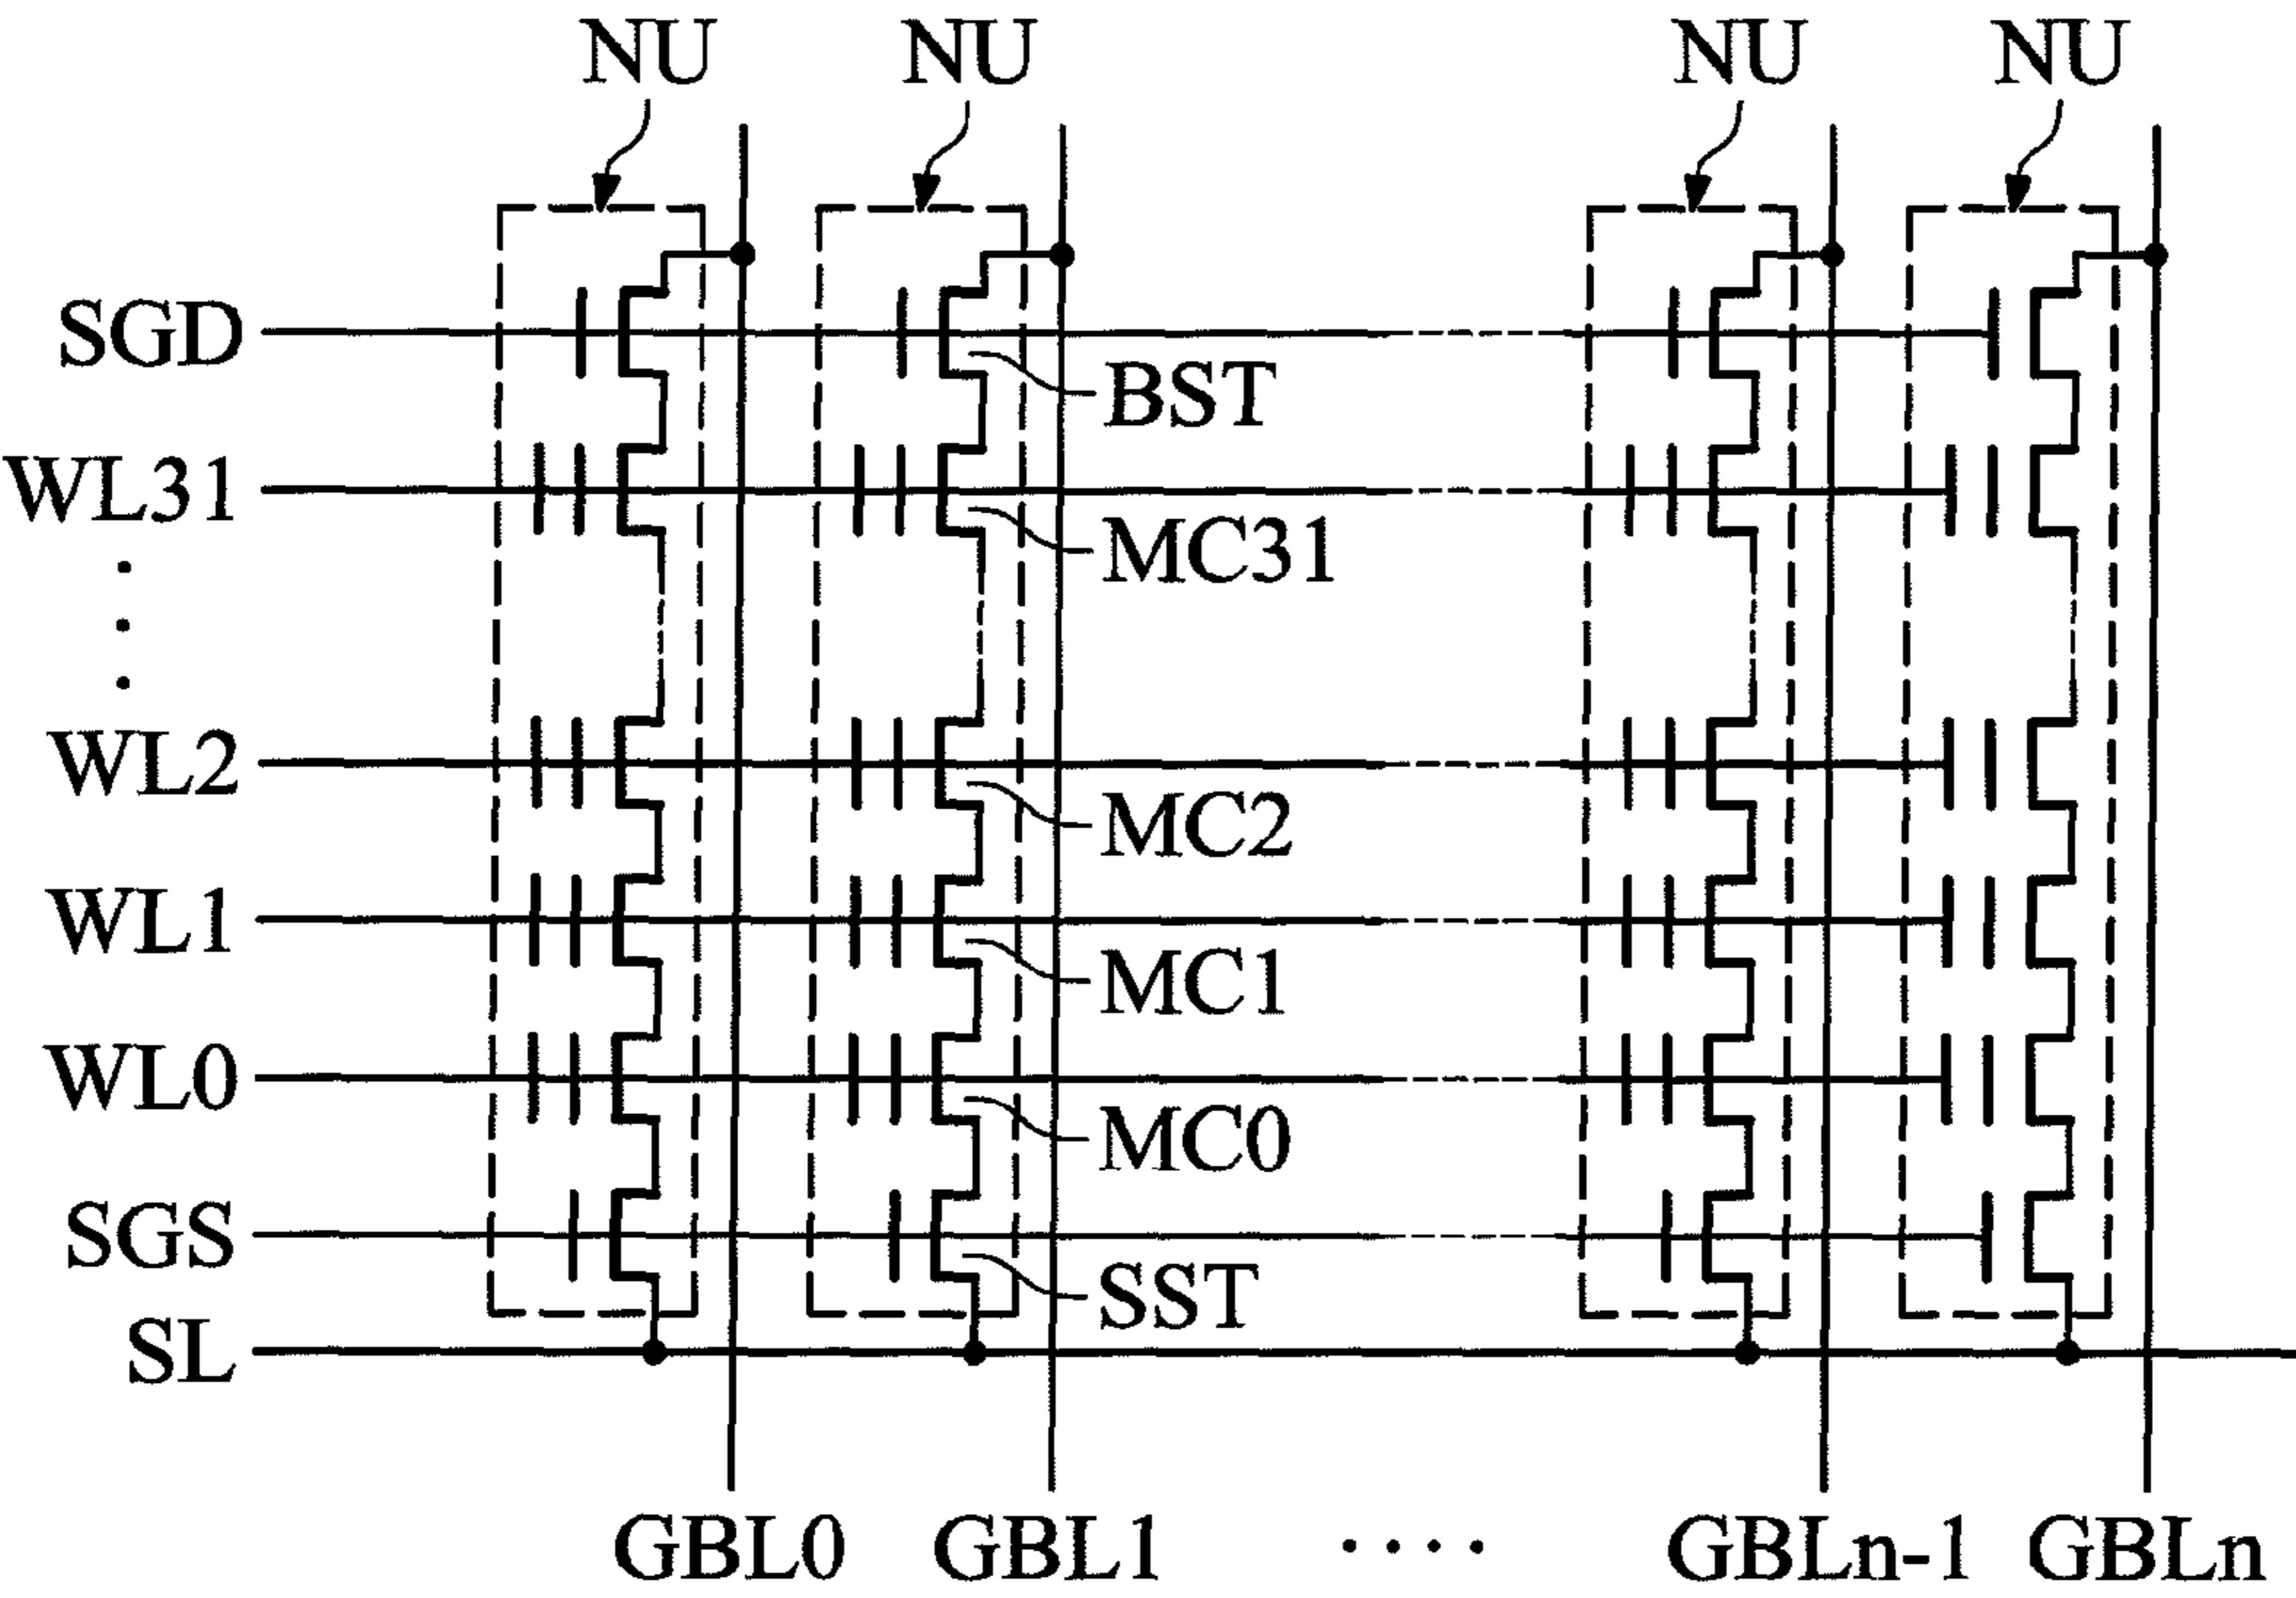 NU NU NU NU
SGD
BST
WL31
MC31
WL2
MC2
WL1
MC1
WL0
MC0
SGS
SST
SL
GBL0 GBL1 · · · · GBLn-1 GBLn